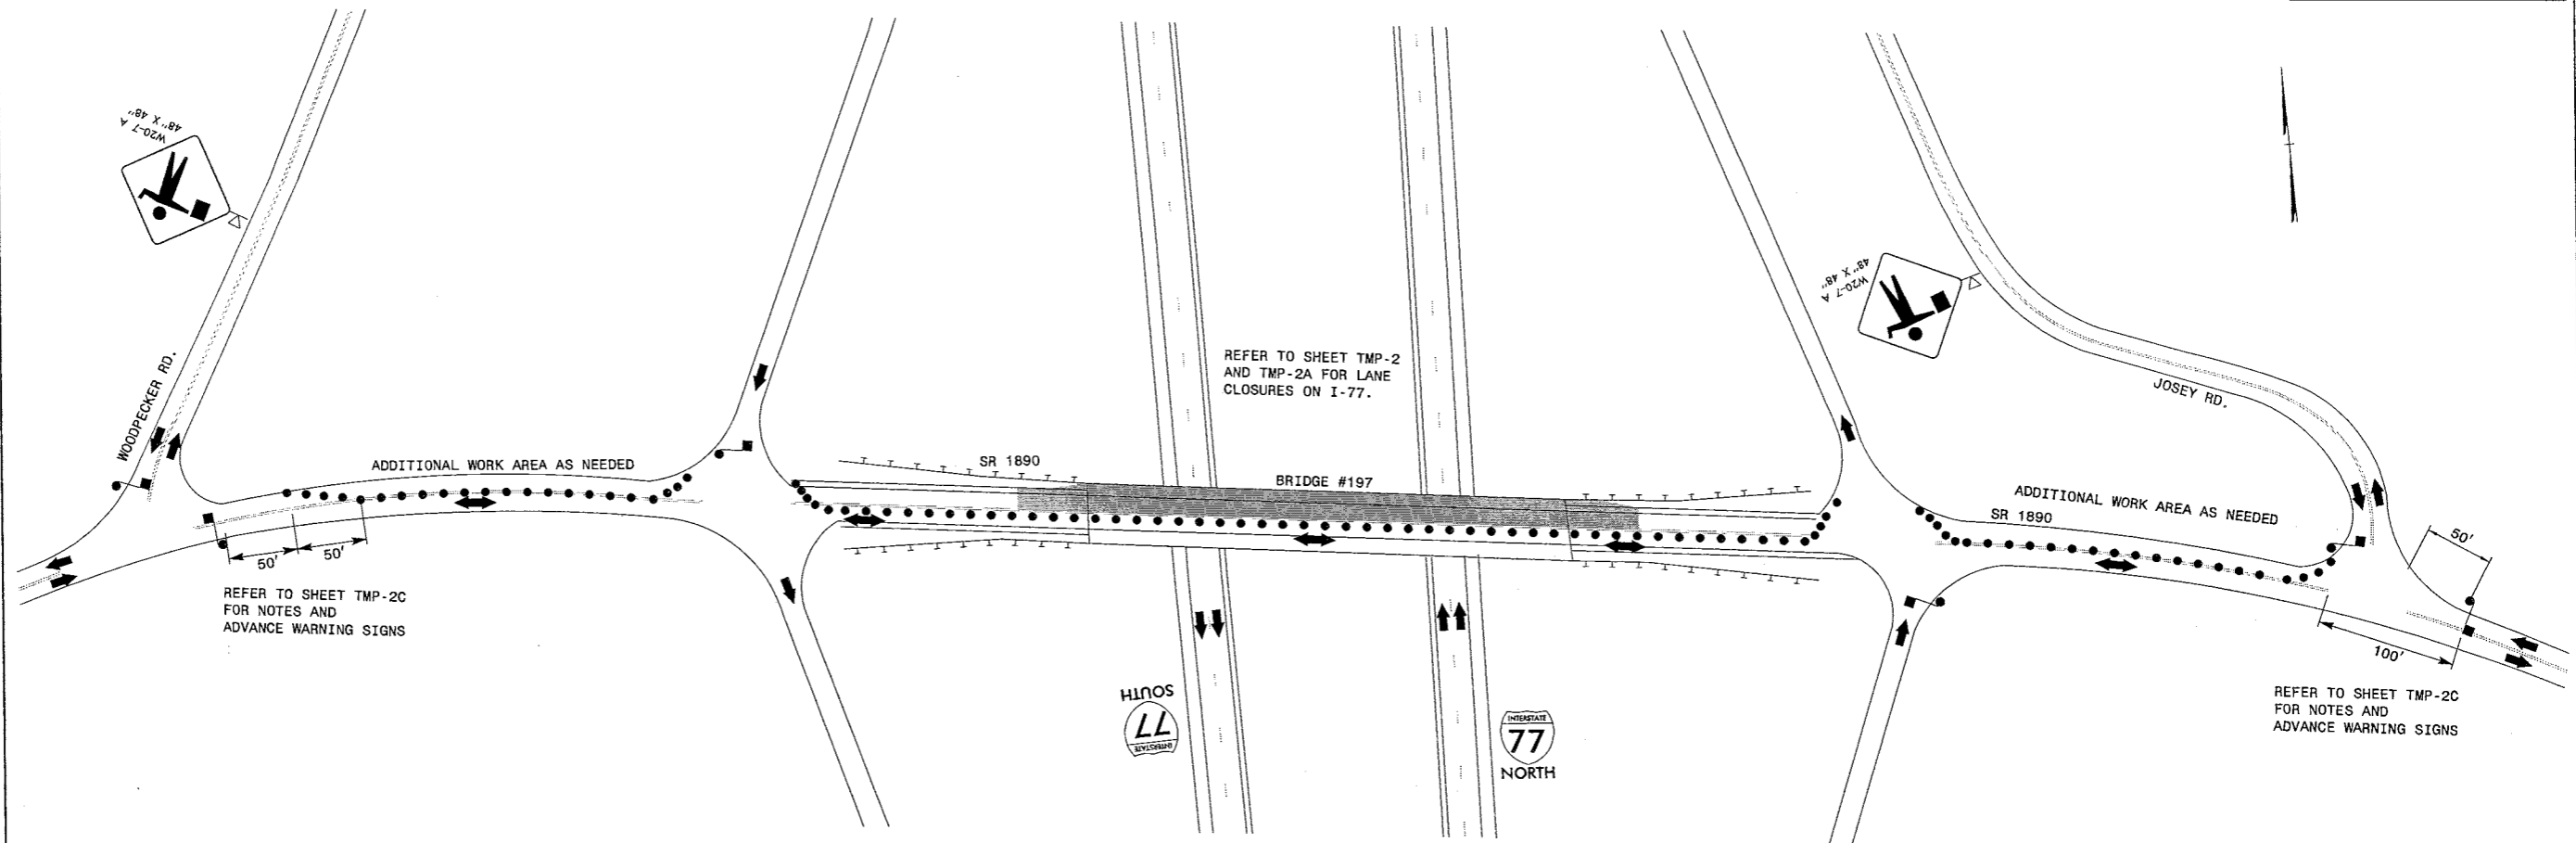 W20-7 A
48" X 48"
WOODPECKER RD.
ADDITIONAL WORK AREA AS NEEDED
50'
50'
REFER TO SHEET TMP-2C
FOR NOTES AND
ADVANCE WARNING SIGNS
REFER TO SHEET TMP-2
AND TMP-2A FOR LANE
CLOSURES ON I-77.
SR 1890
BRIDGE #197
SOUTH
77
INTERSTATE
INTERSTATE
77
NORTH
W20-7 A
48" X 48"
JOSEY RD.
ADDITIONAL WORK AREA AS NEEDED
SR 1890
50'
100'
REFER TO SHEET TMP-2C
FOR NOTES AND
ADVANCE WARNING SIGNS